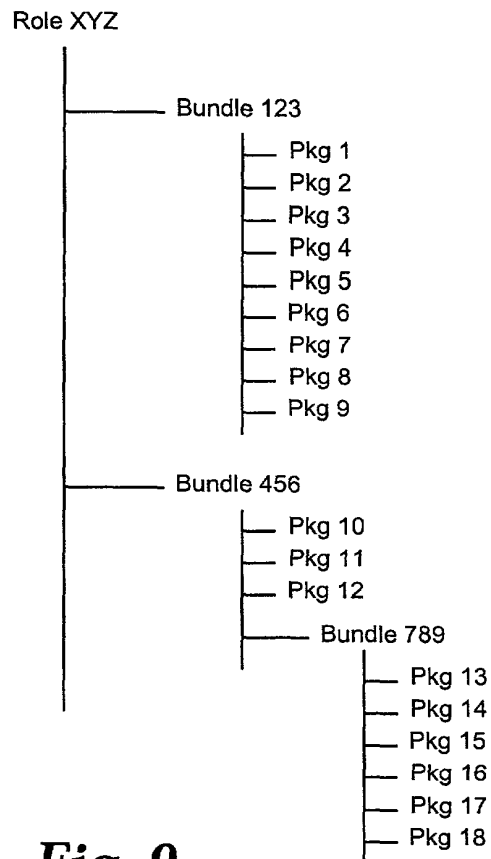 Role XYZ
Bundle 123
Pkg 1
Pkg 2
Pkg 3
Pkg 4
Pkg 5
Pkg 6
Pkg 7
Pkg 8
Pkg 9
Bundle 456
Pkg 10
Pkg 11
Pkg 12
Bundle 789
Pkg 13
Pkg 14
Pkg 15
Pkg 16
Pkg 17
Pkg 18
Fig. 9